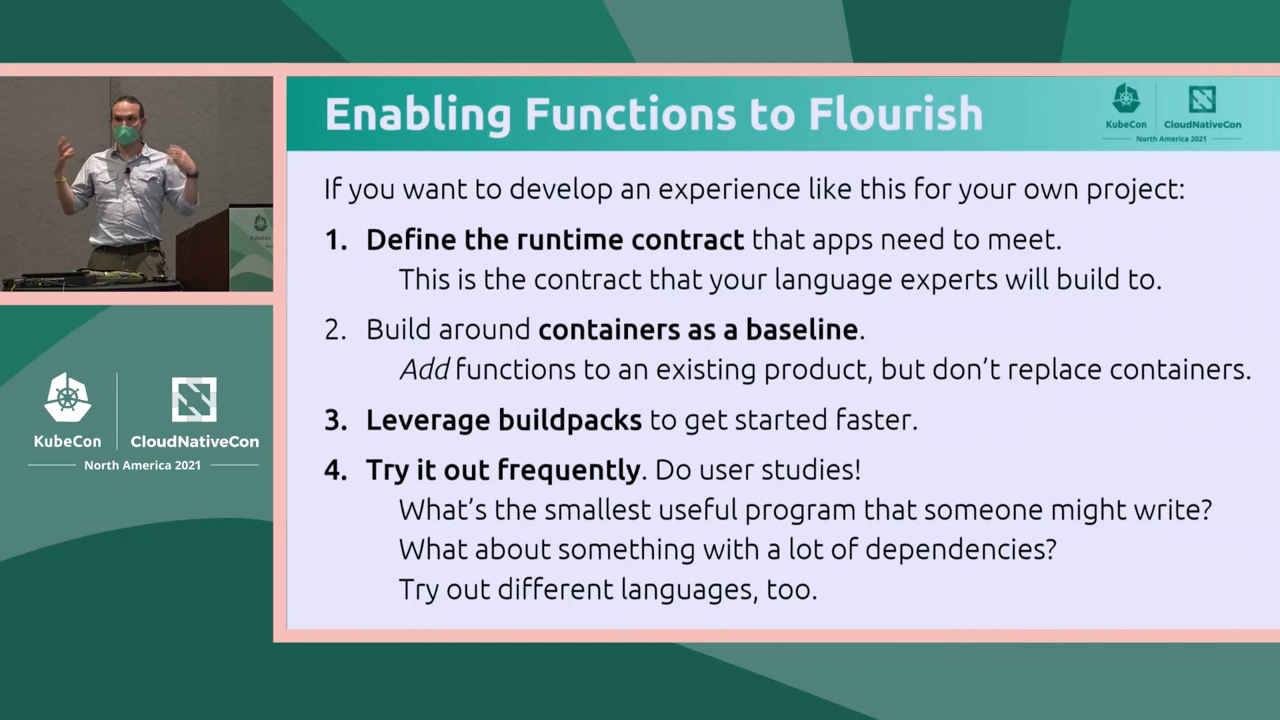 Enabling Functions to Flourish
KubeCon
CloudNativeCon
North America 2021
If you want to develop an experience like this for your own project:
1. Define the runtime contract that apps need to meet.
This is the contract that your language experts will build to.
2. Build around containers as a baseline.
Add functions to an existing product, but don't replace containers.
3. Leverage buildpacks to get started faster.
4. Try it out frequently. Do user studies!
What's the smallest useful program that someone might write?
What about something with a lot of dependencies?
Try out different languages, too.
KubeCon
CloudNativeCon
North America 2021